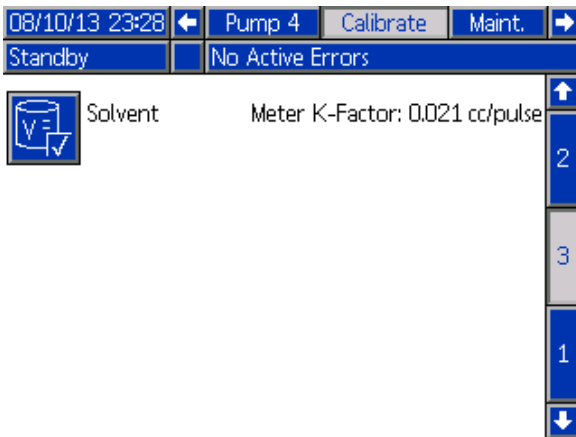 08/10/13 23:28 Pump 4 Calibrate Maint.
Standby No Active Errors
Solvent Meter K-Factor: 0.021 cc/pulse
V=
2
3
1